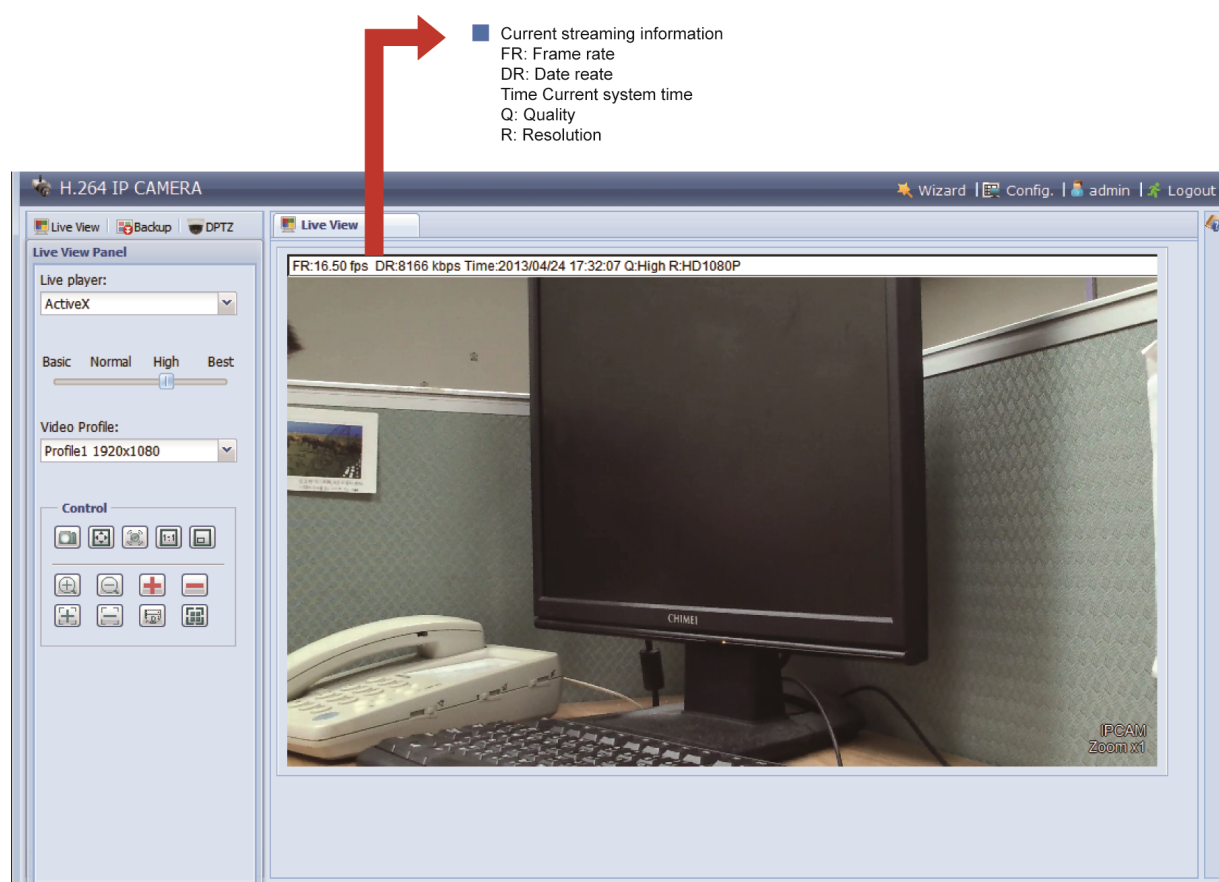 Current streaming information
FR: Frame rate
DR: Date reate
Time Current system time
Q: Quality
R: Resolution
H.264 IP CAMERA
Wizard
Config.
admin
Logout
Live View
Backup
DPTZ
Live View
Live View Panel
FR:16.50 fps DR:8166 kbps Time:2013/04/24 17:32:07 Q:High R:HD1080P
Live player:
ActiveX
Basic Normal High Best
Video Profile:
Profile1 1920x1080
Control
1:1
CHIMEI
IPCAM
Zoom x1